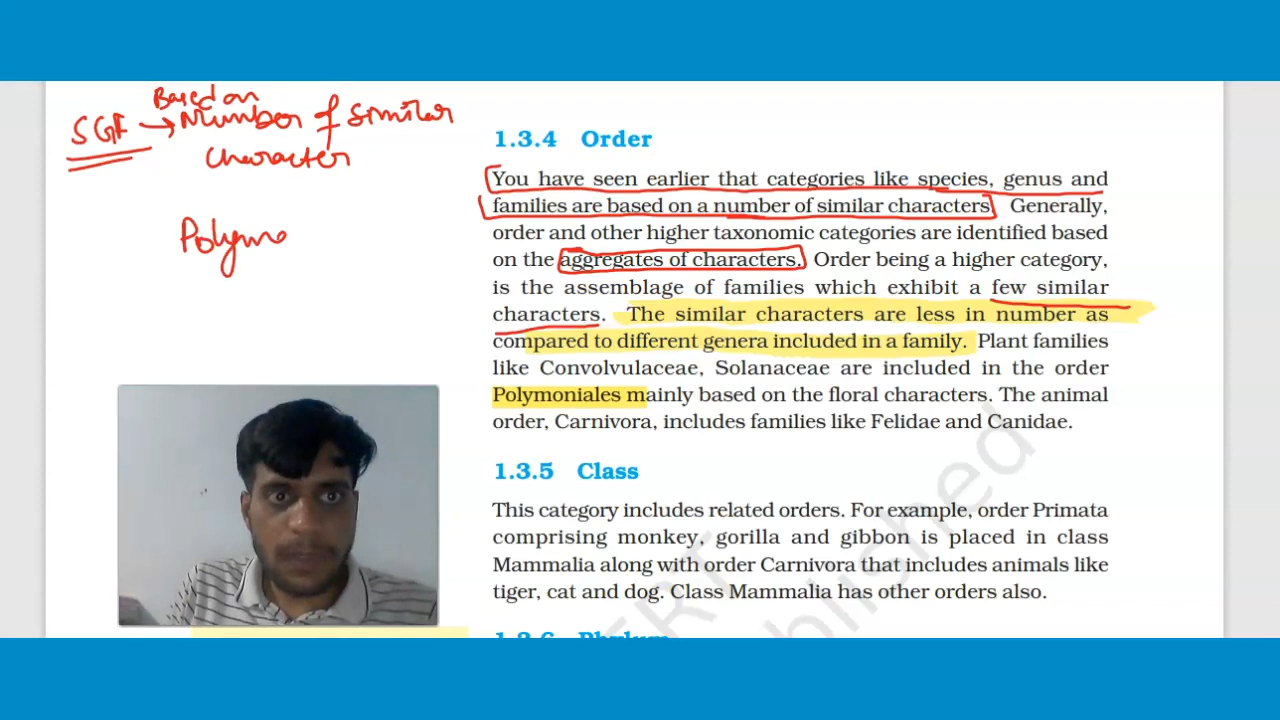 Based on
SGF → Number of similar
character
Polymo
1.3.4 Order
You have seen earlier that categories like species, genus and
families are based on a number of similar characters. Generally,
order and other higher taxonomic categories are identified based
on the aggregates of characters. Order being a higher category,
is the assemblage of families which exhibit a few similar
characters. The similar characters are less in number as
compared to different genera included in a family. Plant families
like Convolvulaceae, Solanaceae are included in the order
Polymoniales mainly based on the floral characters. The animal
order, Carnivora, includes families like Felidae and Canidae.
1.3.5 Class
This category includes related orders. For example, order Primata
comprising monkey, gorilla and gibbon is placed in class
Mammalia along with order Carnivora that includes animals like
tiger, cat and dog. Class Mammalia has other orders also.
1.3.6 Phylum